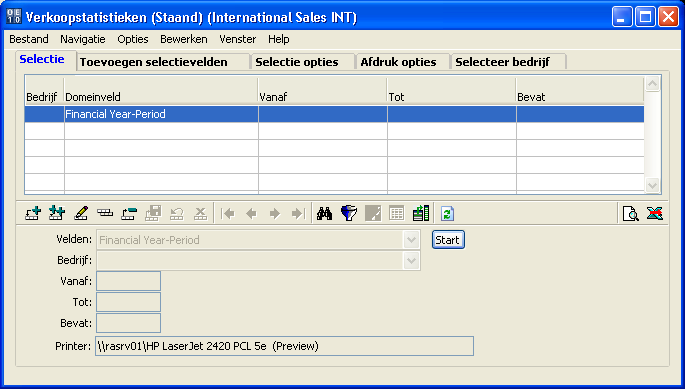 Verkoopstatistieken (Staand) (International Sales INT)
Bestand Navigatie Opties Bewerken Venster Help
Selectie Toevoegen selectievelden Selectie opties Afdruk opties Selecteer bedrijf
Bedrijf Domeinveld Vanaf Tot Bevat
Financial Year-Period
Velden: Financial Year-Period Start
Bedrijf:
Vanaf:
Tot:
Bevat:
Printer: \\rasrv01\HP LaserJet 2420 PCL 5e (Preview)